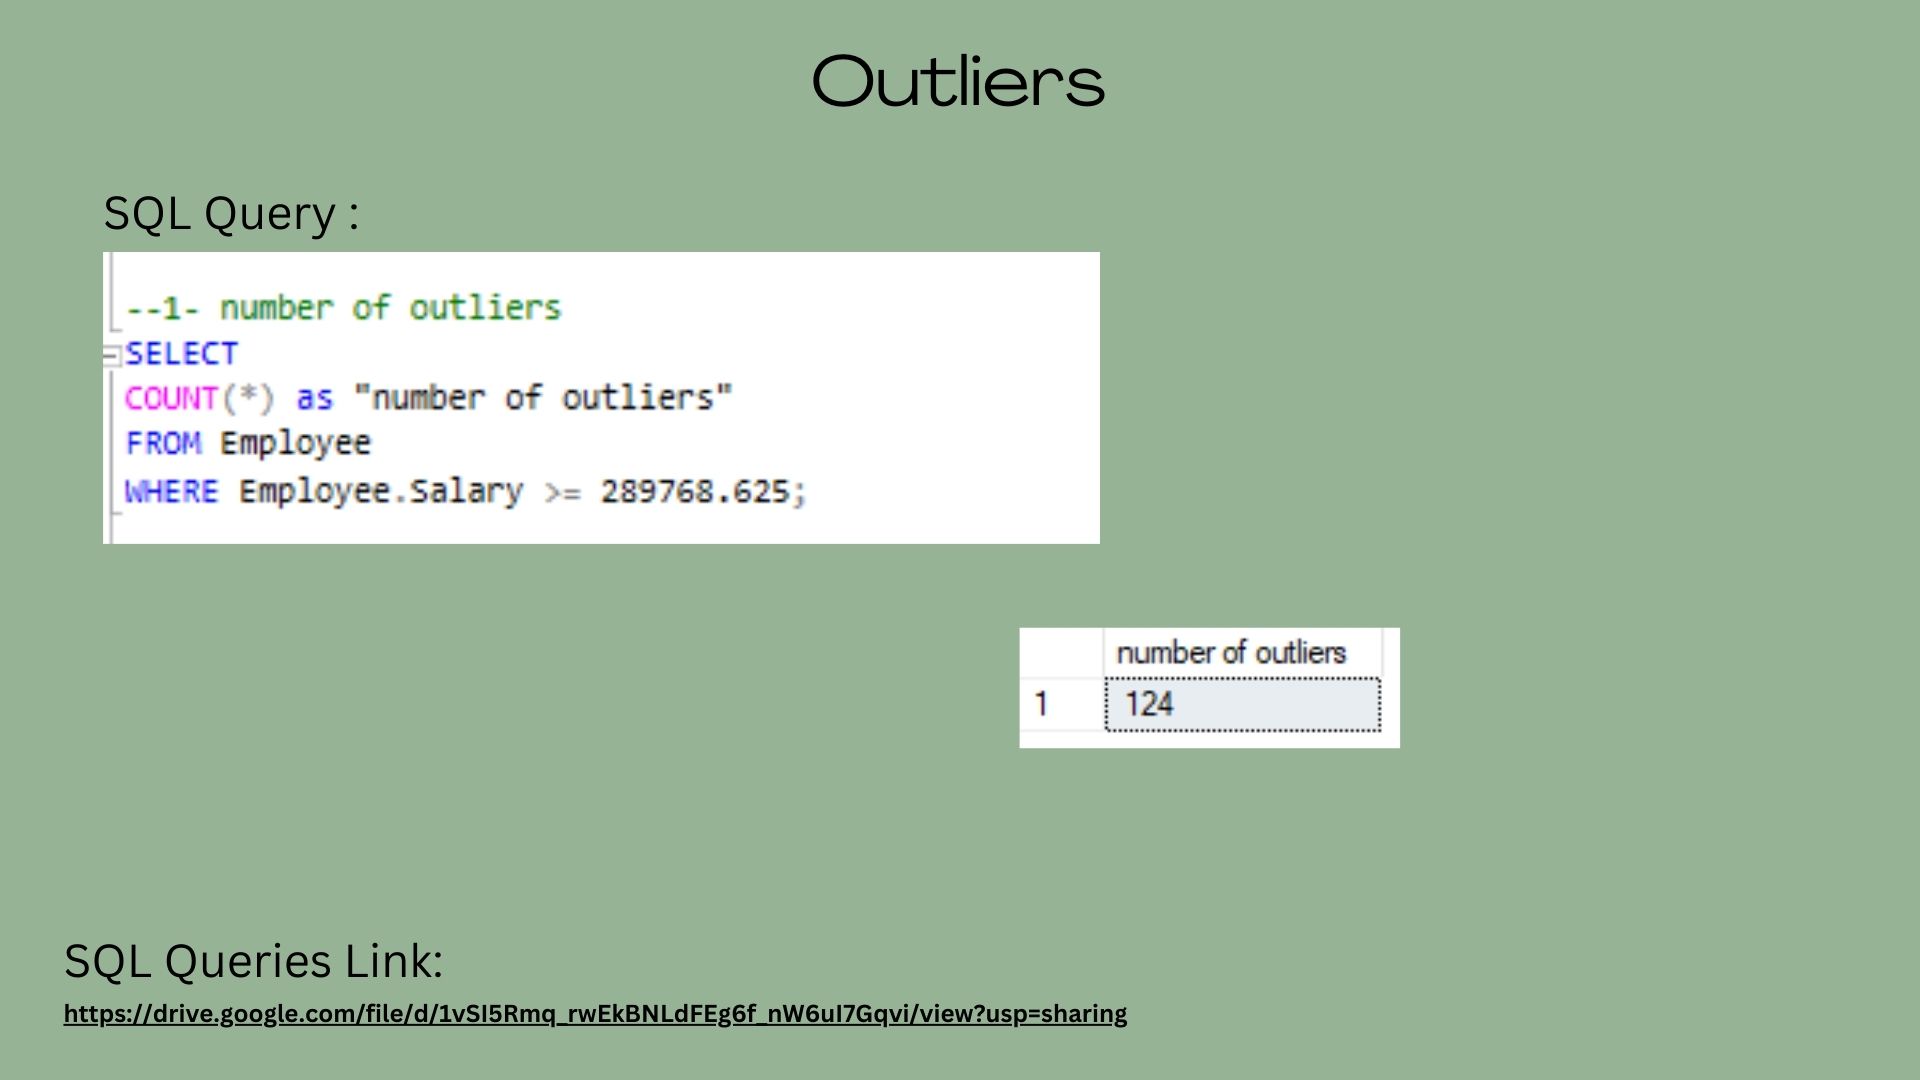 Outliers
SQL Query :
--1- number of outliers
SELECT
COUNT(*) as "number of outliers"
FROM Employee
WHERE Employee.Salary >= 289768.625;
number of outliers
1 124
SQL Queries Link:
https://drive.google.com/file/d/1vSI5Rmq_rwEkBNLdFEg6f_nW6uI7Gqvi/view?usp=sharing